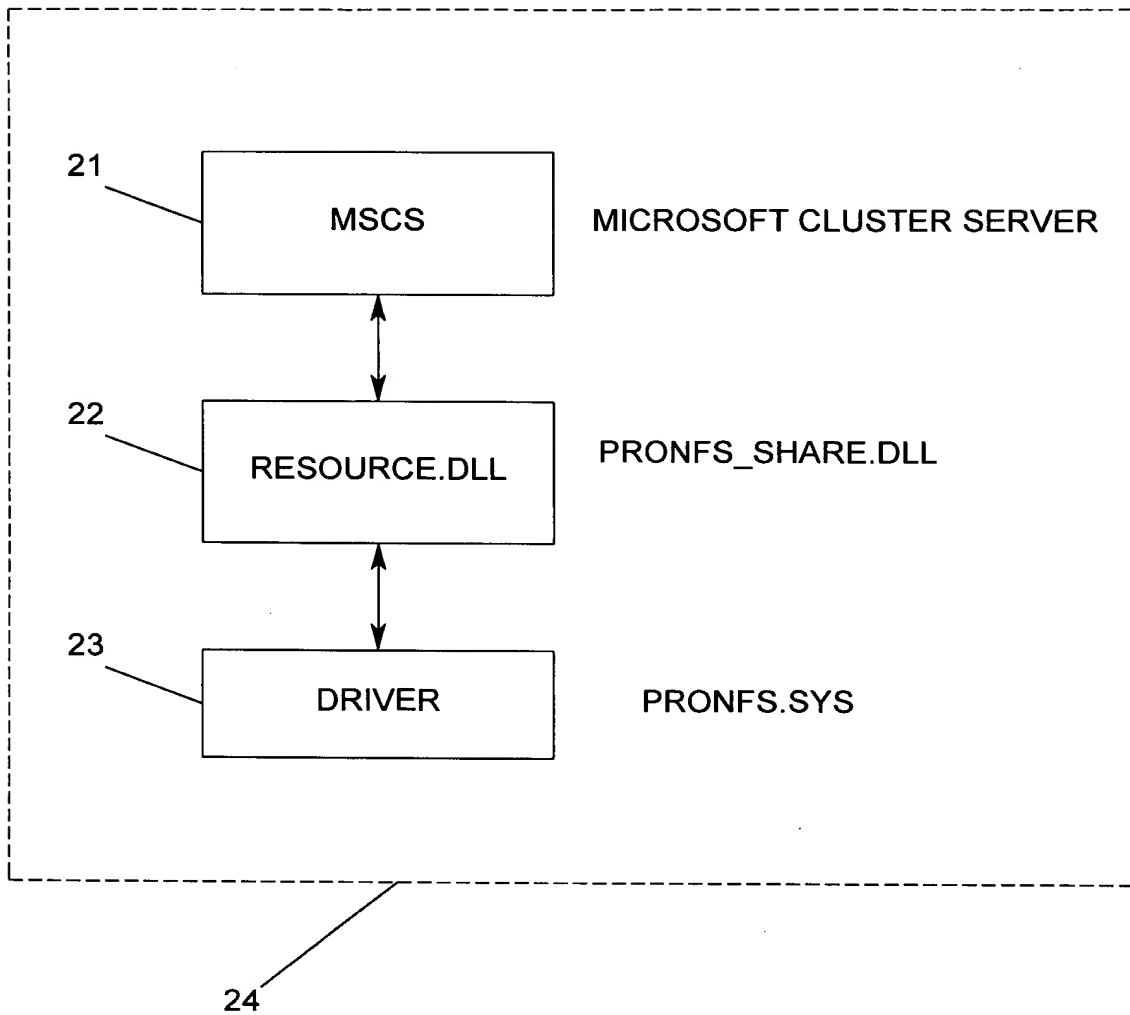 21
MSCS
MICROSOFT CLUSTER SERVER
22
RESOURCE.DLL
PRONFS_SHARE.DLL
23
DRIVER
PRONFS.SYS
24